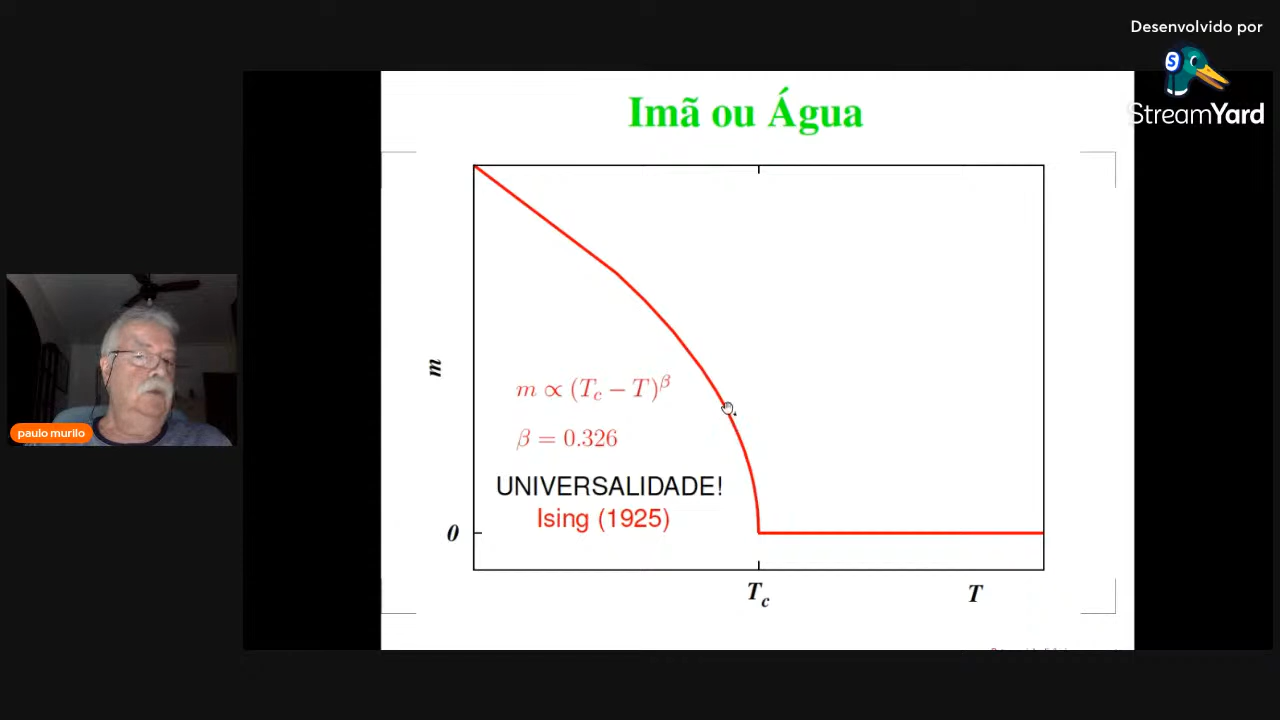 Desenvolvido por
StreamYard
Imã ou Água
m
m ∝ (T_c − T)^β
β = 0.326
UNIVERSALIDADE!
Ising (1925)
0
T_c
T
paulo murilo